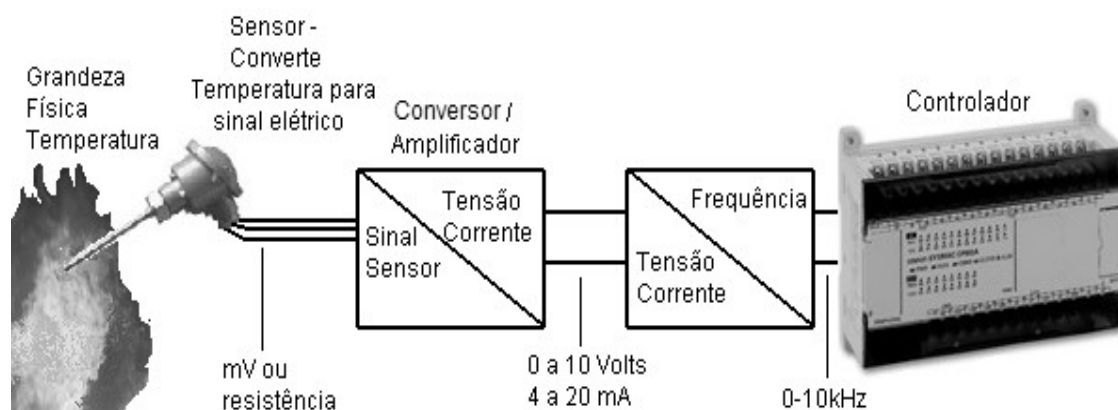 Grandeza
Física
Temperatura
Sensor -
Converte
Temperatura para
sinal elétrico
Conversor /
Amplificador
Sinal
Sensor
Tensão
Corrente
Frequência
Tensão
Corrente
Controlador
mV ou
resistência
0 a 10 Volts
4 a 20 mA
0-10kHz